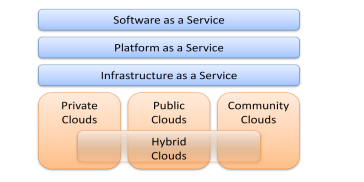 Software as a Service
Platform as a Service
Infrastructure as a Service
Private Public Community
Clouds Clouds Clouds
Hybrid
Clouds